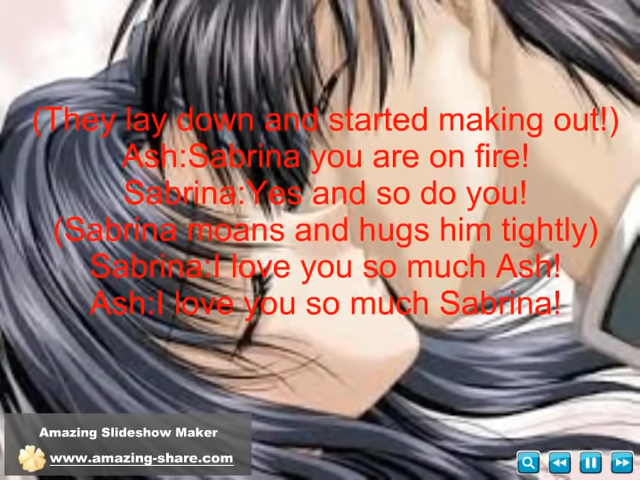 (They lay down and started making out!)
Ash:Sabrina you are on fire!
Sabrina:Yes and so do you!
(Sabrina moans and hugs him tightly)
Sabrina:I love you so much Ash!
Ash:I love you so much Sabrina!
Amazing Slideshow Maker
www.amazing-share.com